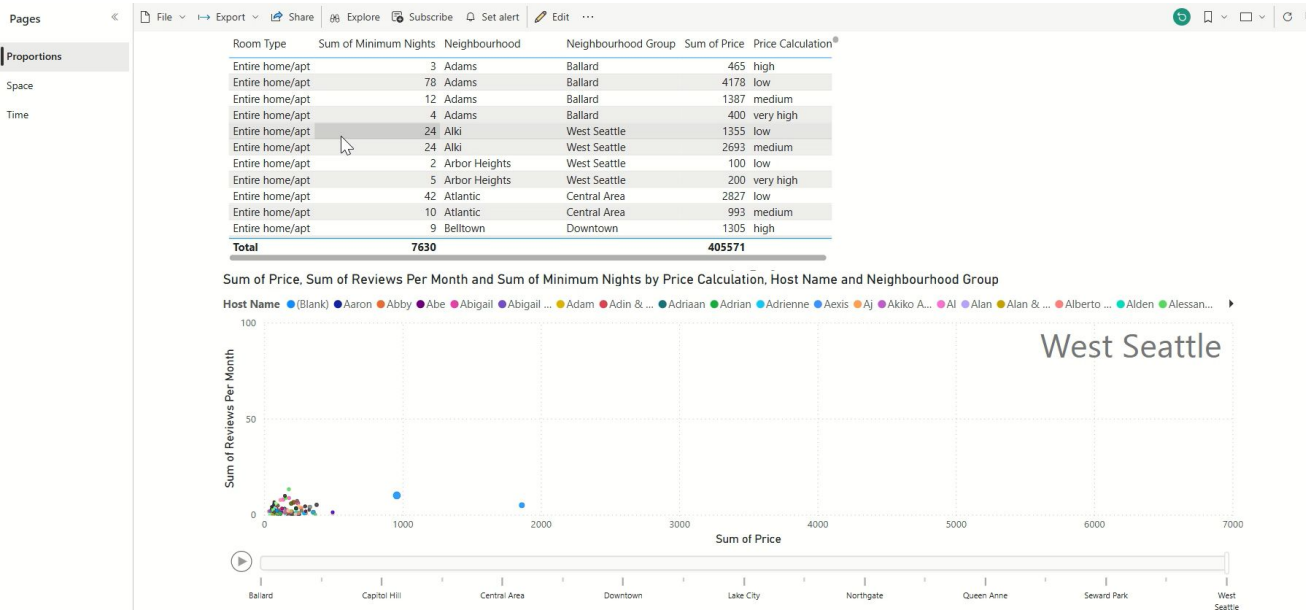 Pages
File Export Share Explore Subscribe Set alert Edit ...
Proportions
Space
Time
Room Type Sum of Minimum Nights Neighbourhood Neighbourhood Group Sum of Price Price Calculation
Entire home/apt 3 Adams Ballard 465 high
Entire home/apt 78 Adams Ballard 4178 low
Entire home/apt 12 Adams Ballard 1387 medium
Entire home/apt 4 Adams Ballard 400 very high
Entire home/apt 24 Alki West Seattle 1355 low
Entire home/apt 24 Alki West Seattle 2693 medium
Entire home/apt 2 Arbor Heights West Seattle 100 low
Entire home/apt 5 Arbor Heights West Seattle 200 very high
Entire home/apt 42 Atlantic Central Area 2827 low
Entire home/apt 10 Atlantic Central Area 993 medium
Entire home/apt 9 Belltown Downtown 1305 high
Total 7630 405571
Sum of Price, Sum of Reviews Per Month and Sum of Minimum Nights by Price Calculation, Host Name and Neighbourhood Group
Host Name (Blank) Aaron Abby Abe Abigail Abigail ... Adam Adin & ... Adriaan Adrian Adrienne Aexis Aj Akiko A... Al Alan Alan & ... Alberto ... Alden Alessan...
West Seattle
Sum of Reviews Per Month
100
50
0
0 1000 2000 3000 4000 5000 6000 7000
Sum of Price
Ballard Capitol Hill Central Area Downtown Lake City Northgate Queen Anne Seward Park West
Seattle